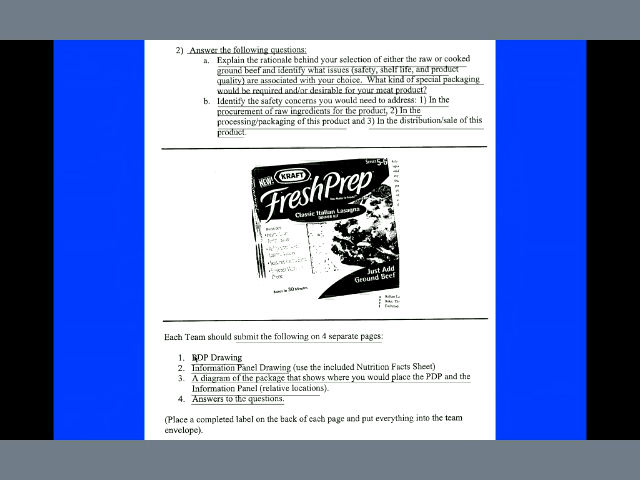 2) Answer the following questions:
a. Explain the rationale behind your selection of either the raw or cooked
ground beef and identify what issues (safety, shelf life, and product
quality) are associated with your choice. What kind of special packaging
would be required and/or desirable for your meat product?
b. Identify the safety concerns you would need to address: 1) In the
procurement of raw ingredients for the product, 2) In the
processing/packaging of this product and 3) In the distribution/sale of this
product.
Serves 5-6
NEW!
KRAFT
FreshPrep
Classic Italian Lasagna
Just Add
Ground Beef
30 Minutes
Each Team should submit the following on 4 separate pages:
1. PDP Drawing
2. Information Panel Drawing (use the included Nutrition Facts Sheet)
3. A diagram of the package that shows where you would place the PDP and the
Information Panel (relative locations).
4. Answers to the questions.
(Place a completed label on the back of each page and put everything into the team
envelope).